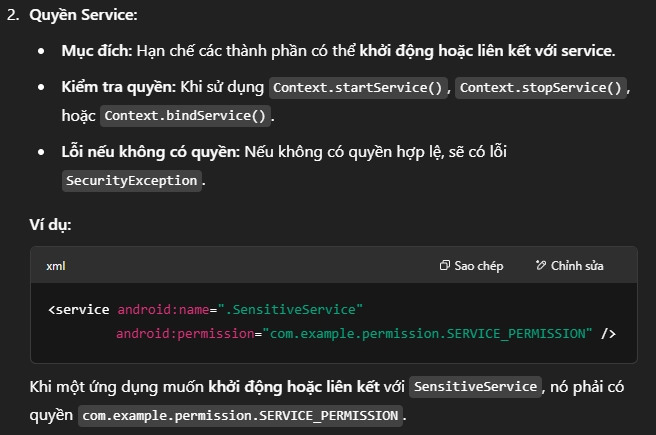 2. Quyền Service:
• Mục đích: Hạn chế các thành phần có thể khởi động hoặc liên kết với service.
• Kiểm tra quyền: Khi sử dụng Context.startService(), Context.stopService(),
hoặc Context.bindService().
• Lỗi nếu không có quyền: Nếu không có quyền hợp lệ, sẽ có lỗi
SecurityException.
Ví dụ:
xml Sao chép Chỉnh sửa
<service android:name=".SensitiveService"
android:permission="com.example.permission.SERVICE_PERMISSION" />
Khi một ứng dụng muốn khởi động hoặc liên kết với SensitiveService, nó phải có
quyền com.example.permission.SERVICE_PERMISSION.